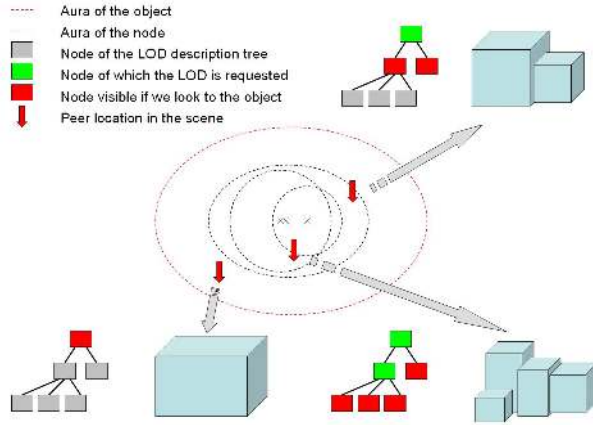 Aura of the object
Aura of the node
Node of the LOD description tree
Node of which the LOD is requested
Node visible if we look to the object
Peer location in the scene